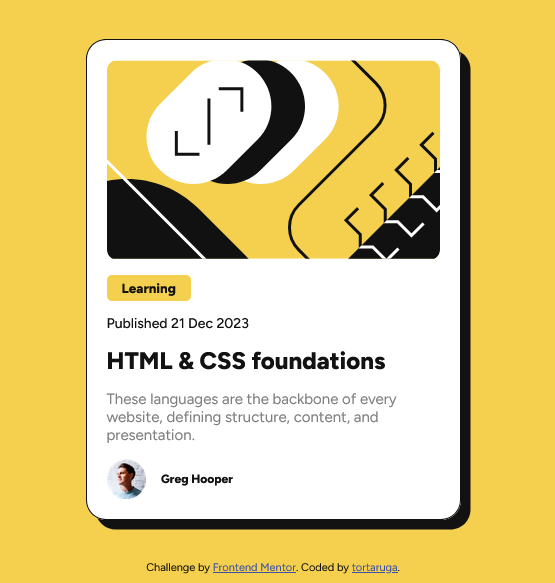 Learning
Published 21 Dec 2023
HTML & CSS foundations
These languages are the backbone of every
website, defining structure, content, and
presentation.
Greg Hooper
Challenge by Frontend Mentor. Coded by tortaruga.